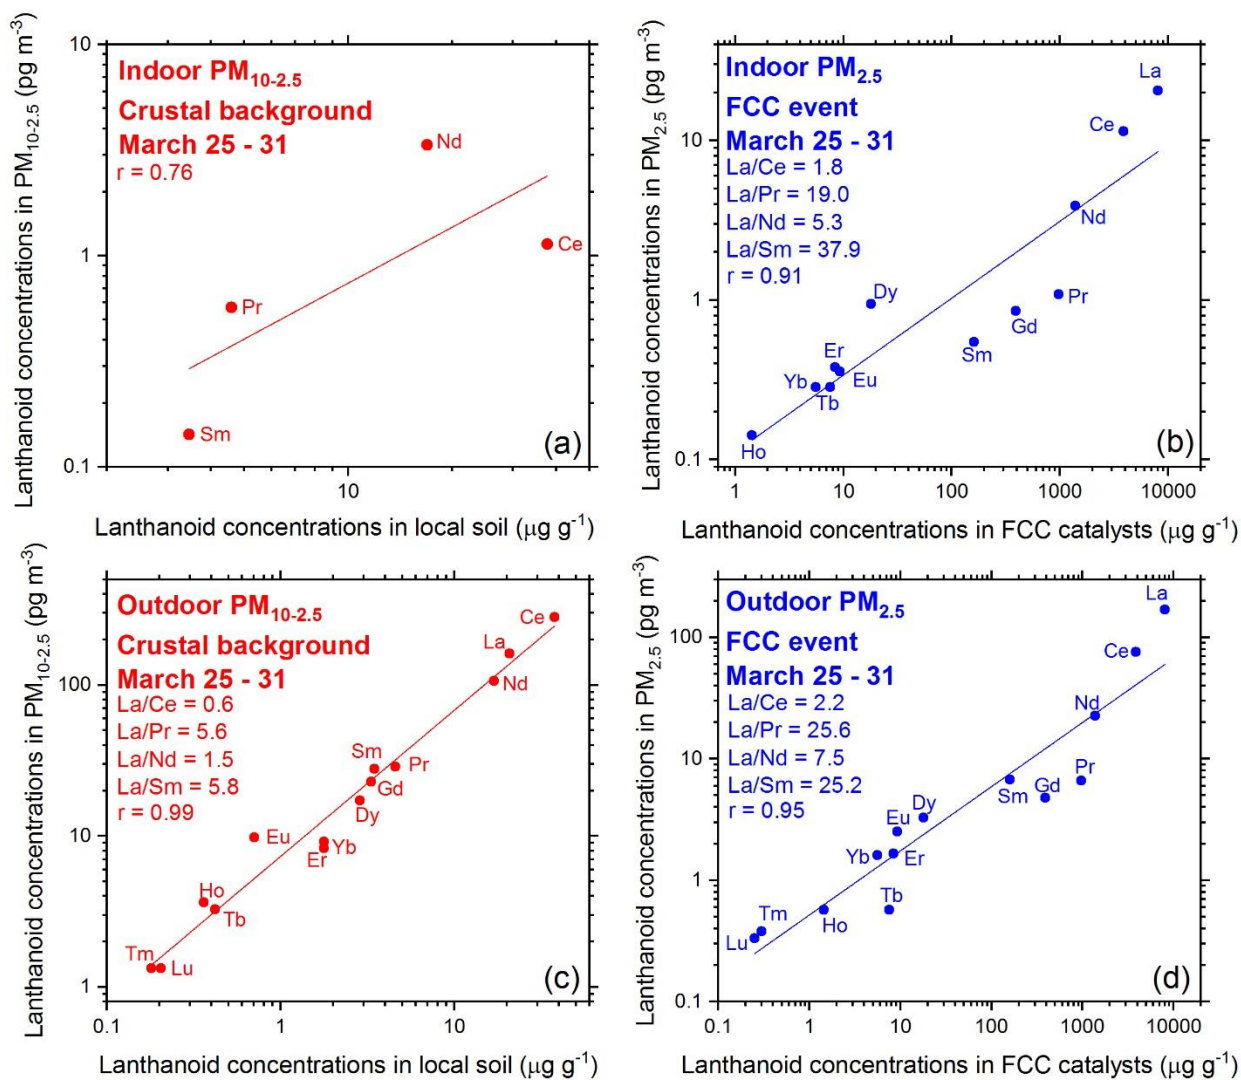 Lanthanoid concentrations in PM10-2.5 (pg m-3)
10
1
0.1
Indoor PM10-2.5
Crustal background
March 25 - 31
r = 0.76
Nd
Ce
Pr
Sm
(a)
10
Lanthanoid concentrations in local soil (µg g-1)
Lanthanoid concentrations in PM2.5 (pg m-3)
10
1
0.1
Indoor PM2.5
FCC event
March 25 - 31
La/Ce = 1.8
La/Pr = 19.0
La/Nd = 5.3
La/Sm = 37.9
r = 0.91
La
Ce
Nd
Dy
Pr
Gd
Sm
Er
Eu
Yb
Tb
Ho
(b)
1 10 100 1000 10000
Lanthanoid concentrations in FCC catalysts (µg g-1)
Lanthanoid concentrations in PM10-2.5 (pg m-3)
100
10
1
Outdoor PM10-2.5
Crustal background
March 25 - 31
La/Ce = 0.6
La/Pr = 5.6
La/Nd = 1.5
La/Sm = 5.8
r = 0.99
Ce
La
Nd
Sm
Pr
Gd
Dy
Eu
Yb
Er
Ho
Tb
Tm
Lu
(c)
0.1 1 10
Lanthanoid concentrations in local soil (µg g-1)
Lanthanoid concentrations in PM2.5 (pg m-3)
100
10
1
0.1
Outdoor PM2.5
FCC event
March 25 - 31
La/Ce = 2.2
La/Pr = 25.6
La/Nd = 7.5
La/Sm = 25.2
r = 0.95
La
Ce
Nd
Pr
Gd
Sm
Dy
Eu
Yb
Er
Tb
Ho
Tm
Lu
(d)
0.1 1 10 100 1000 10000
Lanthanoid concentrations in FCC catalysts (µg g-1)